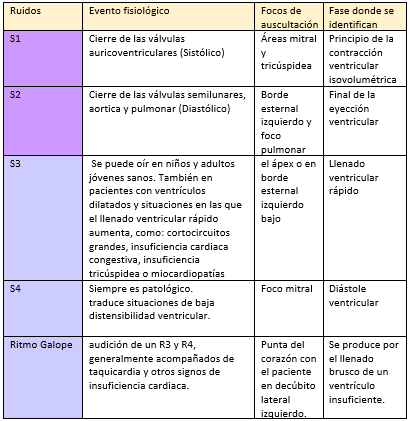 Ruidos
Evento fisiológico
Focos de
auscultación
Fase donde se
identifican
S1
Cierre de las válvulas
auricoventriculares (Sistólico)
Áreas mitral
y
tricúspidea
Principio de la
contracción
ventricular
isovolumétrica
S2
Cierre de las válvulas semilunares,
aortica y pulmonar (Diastólico)
Borde
esternal
izquierdo y
foco
pulmonar
Final de la
eyección
ventricular
S3
Se puede oír en niños y adultos
jóvenes sanos. También en
pacientes con ventrículos
dilatados y situaciones en las que
el llenado ventricular rápido
aumenta, como: cortocircuitos
grandes, insuficiencia cardiaca
congestiva, insuficiencia
tricúspidea o miocardiopatías
el ápex o en
borde
esternal
izquierdo
bajo
Llenado
ventricular
rápido
S4
Siempre es patológico.
traduce situaciones de baja
distensibilidad ventricular.
Foco mitral
Diástole
ventricular
Ritmo Galope
audición de un R3 y R4,
generalmente acompañados de
taquicardia y otros signos de
insuficiencia cardiaca.
Punta del
corazón con
el paciente
en decúbito
lateral
izquierdo.
Se produce por
el llenado
brusco de un
ventrículo
insuficiente.